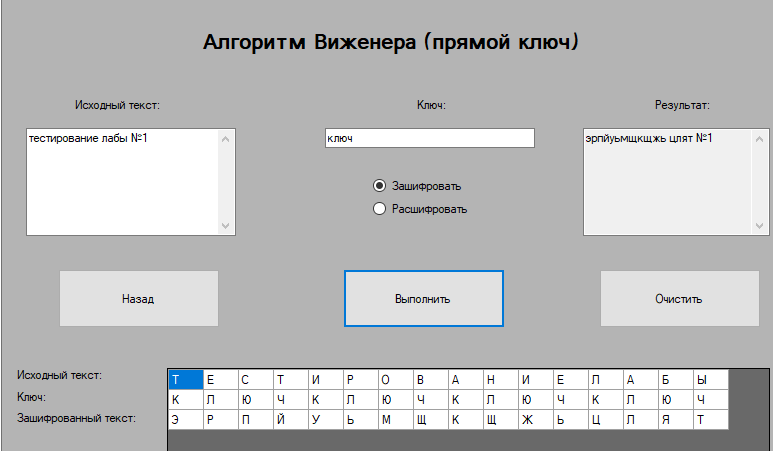 Алгоритм Виженера (прямой ключ)
Исходный текст:
Ключ:
Результат:
тестирование лабы №1
ключ
эрпйуьмщкщжь цлят №1
Зашифровать
Расшифровать
Назад
Выполнить
Очистить
Исходный текст: Т Е С Т И Р О В А Н И Е Л А Б Ы
Ключ: К Л Ю Ч К Л Ю Ч К Л Ю Ч К Л Ю Ч
Зашифрованный текст: Э Р П Й У Ь М Щ К Щ Ж Ь Ц Л Я Т